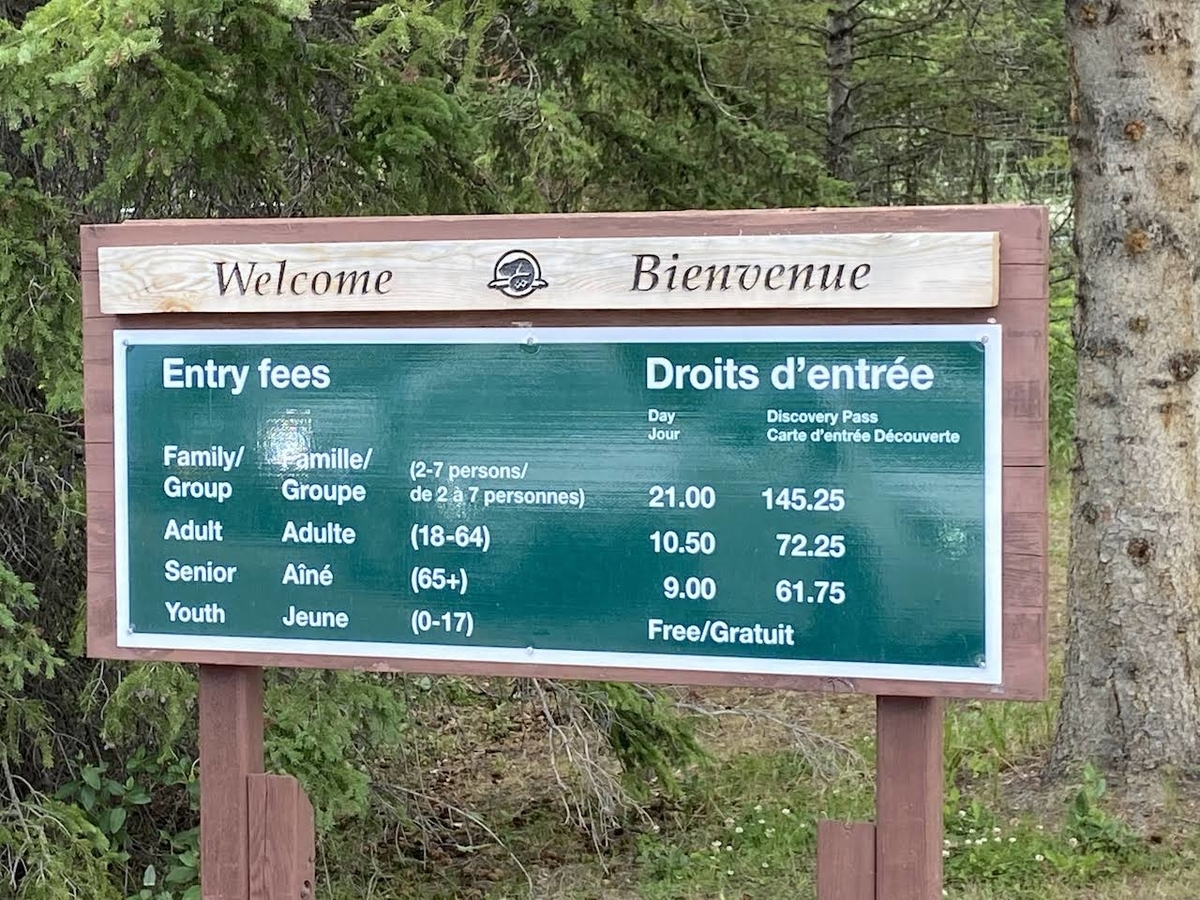 Welcome Bienvenue
Entry fees Droits d'entrée
Day Discovery Pass
Jour Carte d'entrée Découverte
Family/ Famille/ (2-7 persons/
Group Groupe de 2 à 7 personnes) 21.00 145.25
Adult Adulte (18-64) 10.50 72.25
Senior Aîné (65+) 9.00 61.75
Youth Jeune (0-17) Free/Gratuit